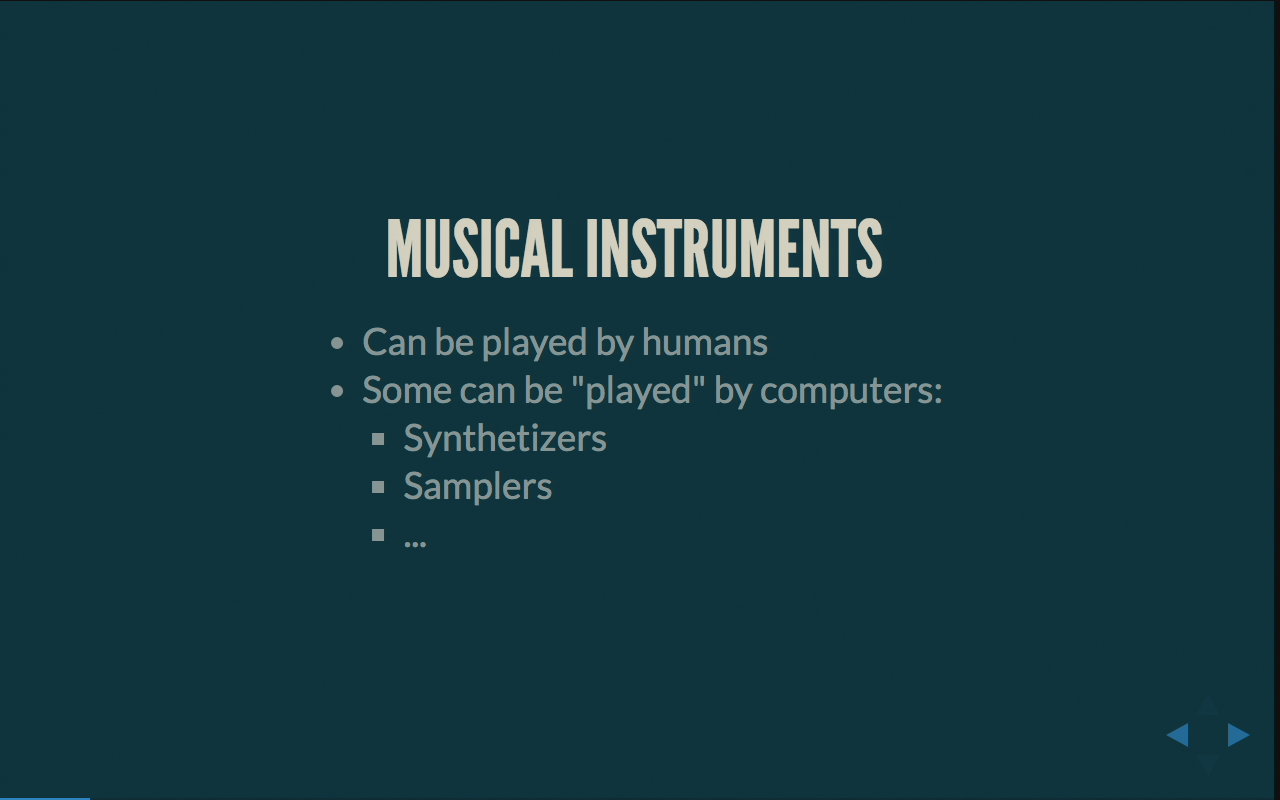 MUSICAL INSTRUMENTS
Can be played by humans
Some can be "played" by computers:
Synthetizers
Samplers
...